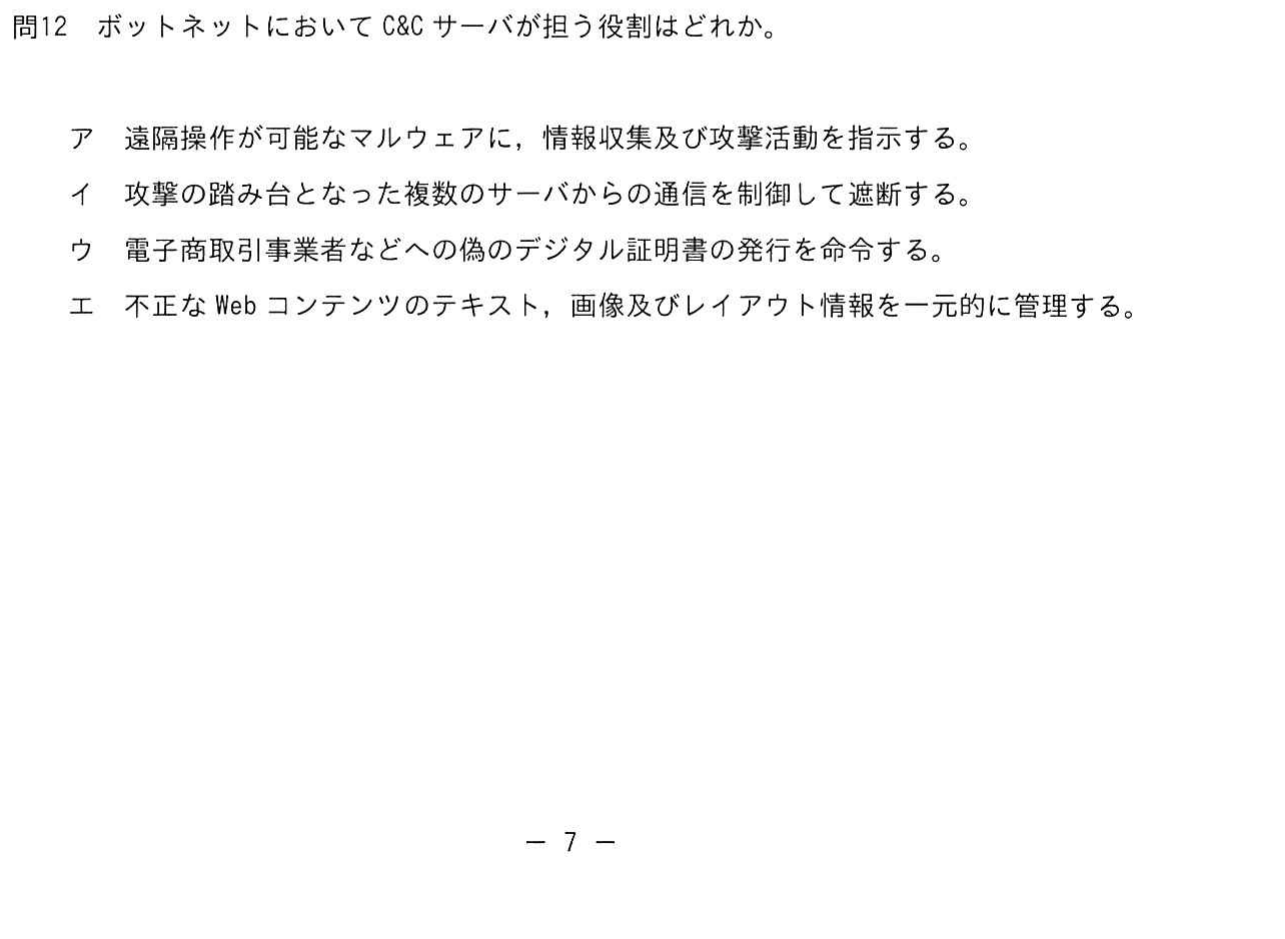 問12　ボットネットにおいて C&C サーバが担う役割はどれか。
ア　遠隔操作が可能なマルウェアに，情報収集及び攻撃活動を指示する。
イ　攻撃の踏み台となった複数のサーバからの通信を制御して遮断する。
ウ　電子商取引事業者などへの偽のデジタル証明書の発行を命令する。
エ　不正な Web コンテンツのテキスト，画像及びレイアウト情報を一元的に管理する。
－ 7 －